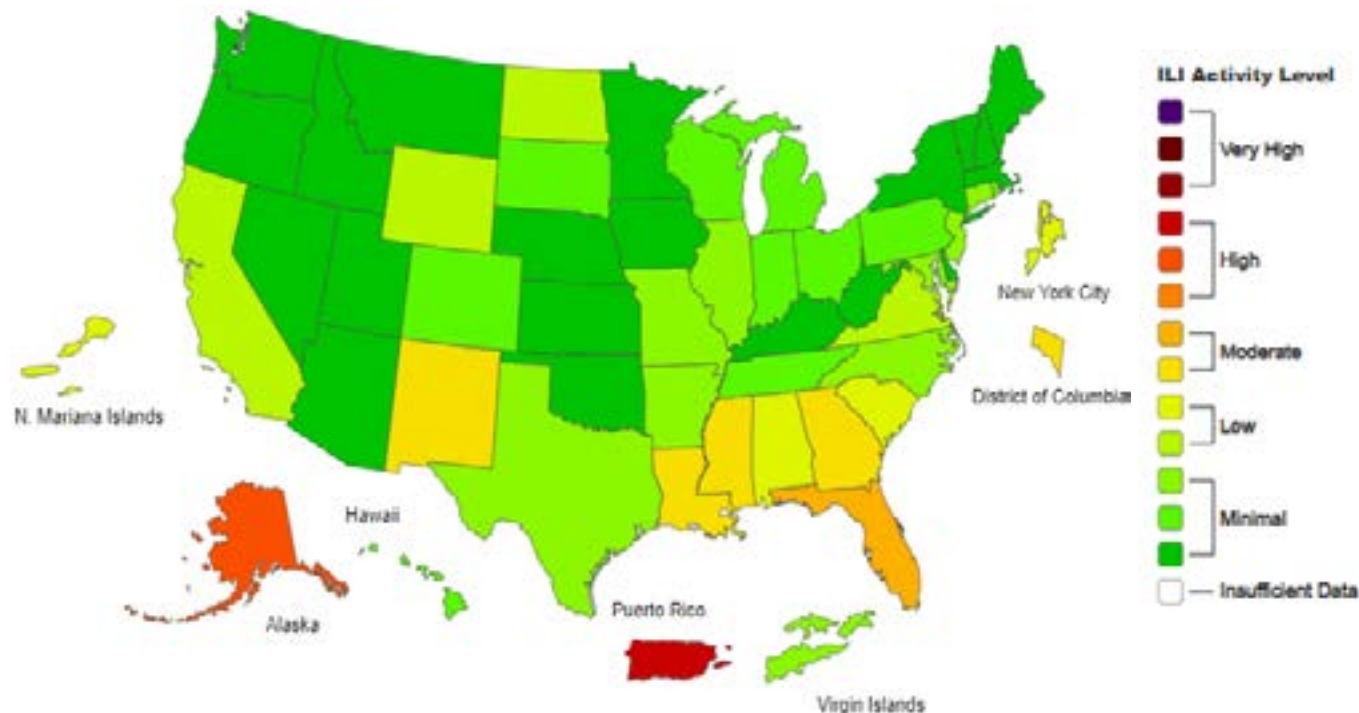 ILI Activity Level
Very High
High
Moderate
Low
Minimal
Insufficient Data
New York City
District of Columbia
N. Mariana Islands
Hawaii
Alaska
Puerto Rico
Virgin Islands